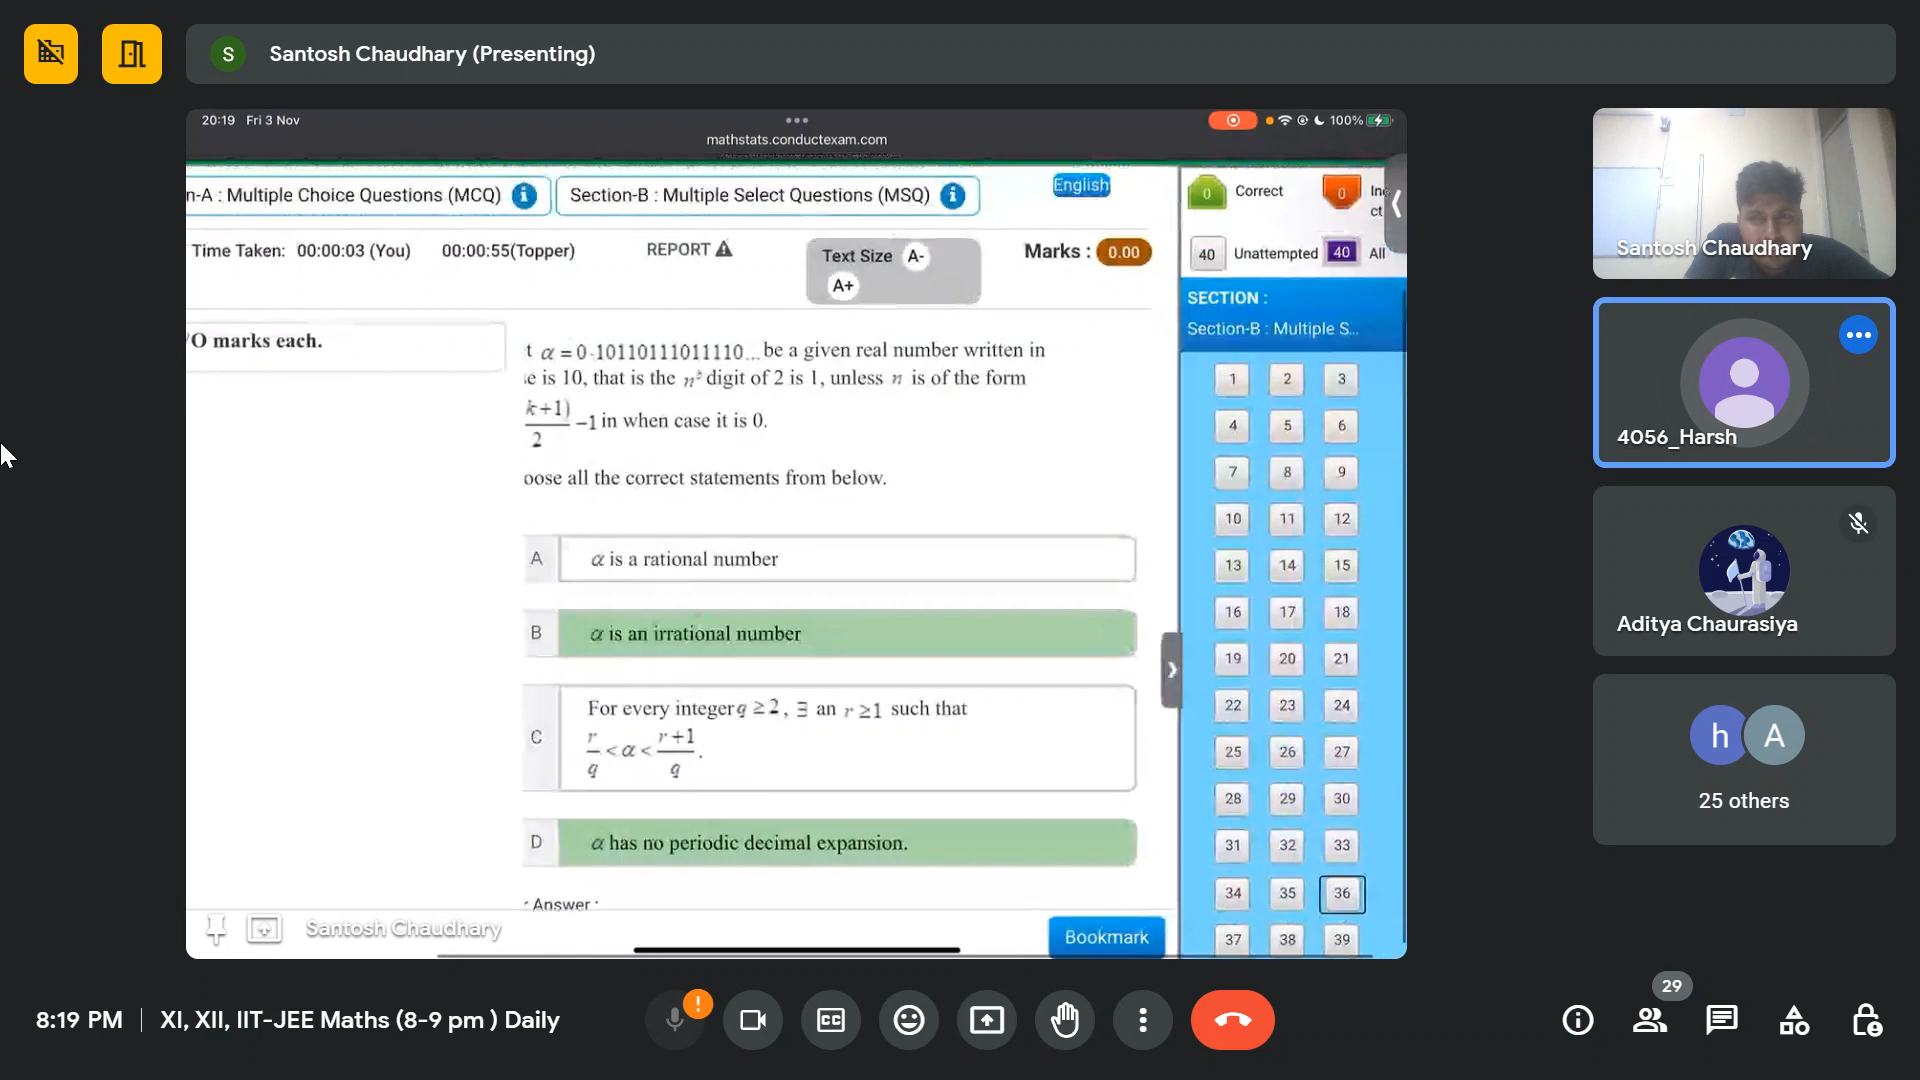 S Santosh Chaudhary (Presenting)
20:19 Fri 3 Nov
100%
mathstats.conductexam.com
n-A : Multiple Choice Questions (MCQ)
Section-B : Multiple Select Questions (MSQ)
English
Time Taken: 00:00:03 (You) 00:00:55(Topper)
REPORT
Text Size A-
A+
Marks : 0.00
O marks each.
t α = 0.10110111011110... be a given real number written in
e is 10, that is the nᵗʰ digit of 2 is 1, unless n is of the form
k+1)
2
−1 in when case it is 0.
oose all the correct statements from below.
A α is a rational number
B α is an irrational number
C For every integer q ≥ 2, ∃ an r ≥ 1 such that
r/q < α < r+1/q.
D α has no periodic decimal expansion.
Answer :
Bookmark
Santosh Chaudhary
0 Correct
0 Inc
ct
40 Unattempted
40 All
SECTION :
Section-B : Multiple S...
1 2 3
4 5 6
7 8 9
10 11 12
13 14 15
16 17 18
19 20 21
22 23 24
25 26 27
28 29 30
31 32 33
34 35 36
37 38 39
Santosh Chaudhary
4056_Harsh
Aditya Chaurasiya
h A
25 others
8:19 PM | XI, XII, IIT-JEE Maths (8-9 pm ) Daily
CC
29